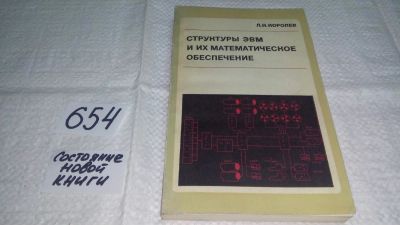 Л.Н. КОРОЛЕВ
СТРУКТУРЫ ЭВМ
И ИХ МАТЕМАТИЧЕСКОЕ
ОБЕСПЕЧЕНИЕ
654
Состояние
новой
книги